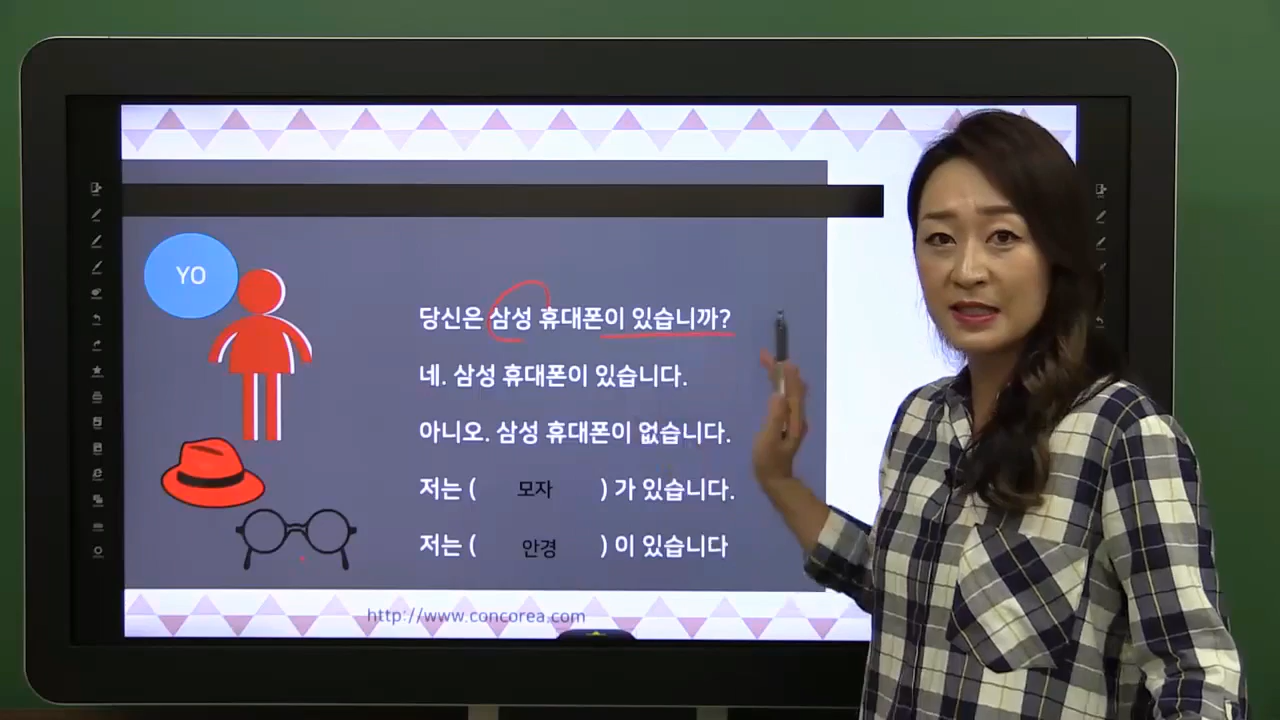 YO
당신은 삼성 휴대폰이 있습니까?
네. 삼성 휴대폰이 있습니다.
아니오. 삼성 휴대폰이 없습니다.
저는 ( 모자 ) 가 있습니다.
저는 ( 안경 ) 이 있습니다
http://www.concorea.com